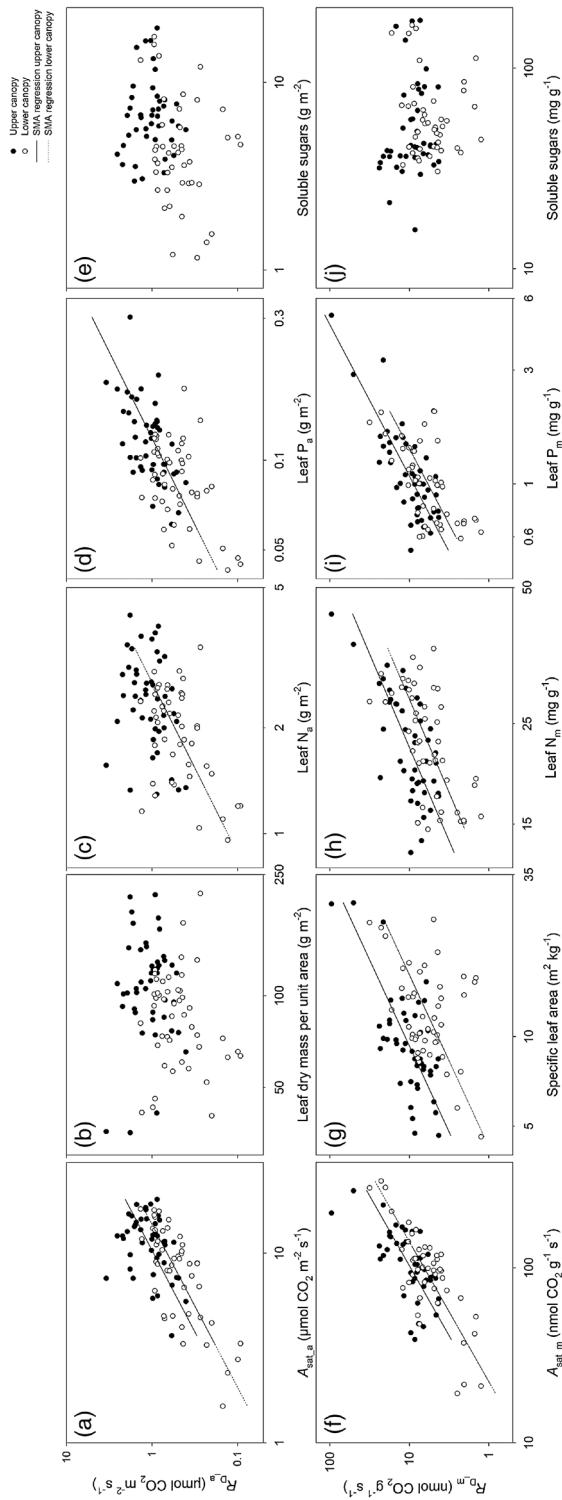 Upper canopy
Lower canopy
SMA regression upper canopy
SMA regression lower canopy
(a)
(b)
(c)
(d)
(e)
10
1
0.1
R_D_a (μmol CO₂ m⁻² s⁻¹)
1 10
50 100 250
1 2 5
0.05 0.1 0.3
1 10
A_sat_a (μmol CO₂ m⁻² s⁻¹)
Leaf dry mass per unit area (g m⁻²)
Leaf N_a (g m⁻²)
Leaf P_a (g m⁻²)
Soluble sugars (g m⁻²)
(f)
(g)
(h)
(i)
(j)
100
10
1
R_D_m (nmol CO₂ g⁻¹ s⁻¹)
10 100
5 10 35
15 25 50
0.6 1 3 6
10 100
A_sat_m (nmol CO₂ g⁻¹ s⁻¹)
Specific leaf area (m² kg⁻¹)
Leaf N_m (mg g⁻¹)
Leaf P_m (mg g⁻¹)
Soluble sugars (mg g⁻¹)